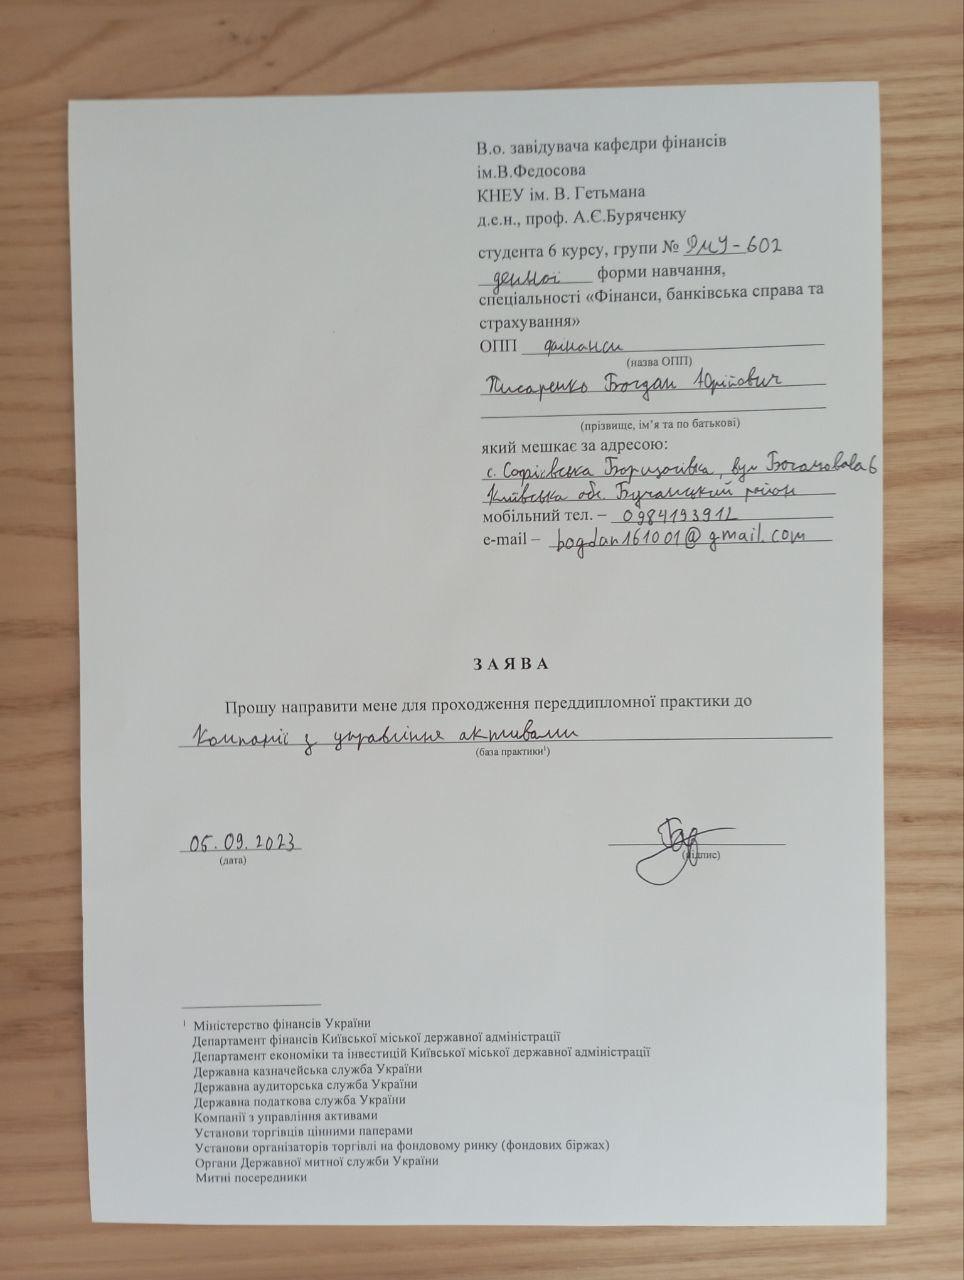 В.о. завідувача кафедри фінансів
ім.В.Федосова
КНЕУ ім. В. Гетьмана
д.е.н., проф. А.Є.Буряченку
студента 6 курсу, групи № ФМУ-602
денної форми навчання,
спеціальності «Фінанси, банківська справа та
страхування»
ОПП фінанси
(назва ОПП)
Писаренко Богдан Юрійович
(прізвище, ім’я та по батькові)
який мешкає за адресою:
с. Софієвська Борщагівка, вул 6
Київська обл. Бучанський район
мобільний тел. – 0984193912
e-mail – bogdan161001@gmail.com
ЗАЯВА
Прошу направити мене для проходження переддипломної практики до
Компанії з управління активами
(база практики¹)
05.09.2023
(дата)
(підпис)
¹ Міністерство фінансів України
Департамент фінансів Київської міської державної адміністрації
Департамент економіки та інвестицій Київської міської державної адміністрації
Державна казначейська служба України
Державна аудиторська служба України
Державна податкова служба України
Компанії з управління активами
Установи торгівців цінними паперами
Установи організаторів торгівлі на фондовому ринку (фондових біржах)
Органи Державної митної служби України
Митні посередники